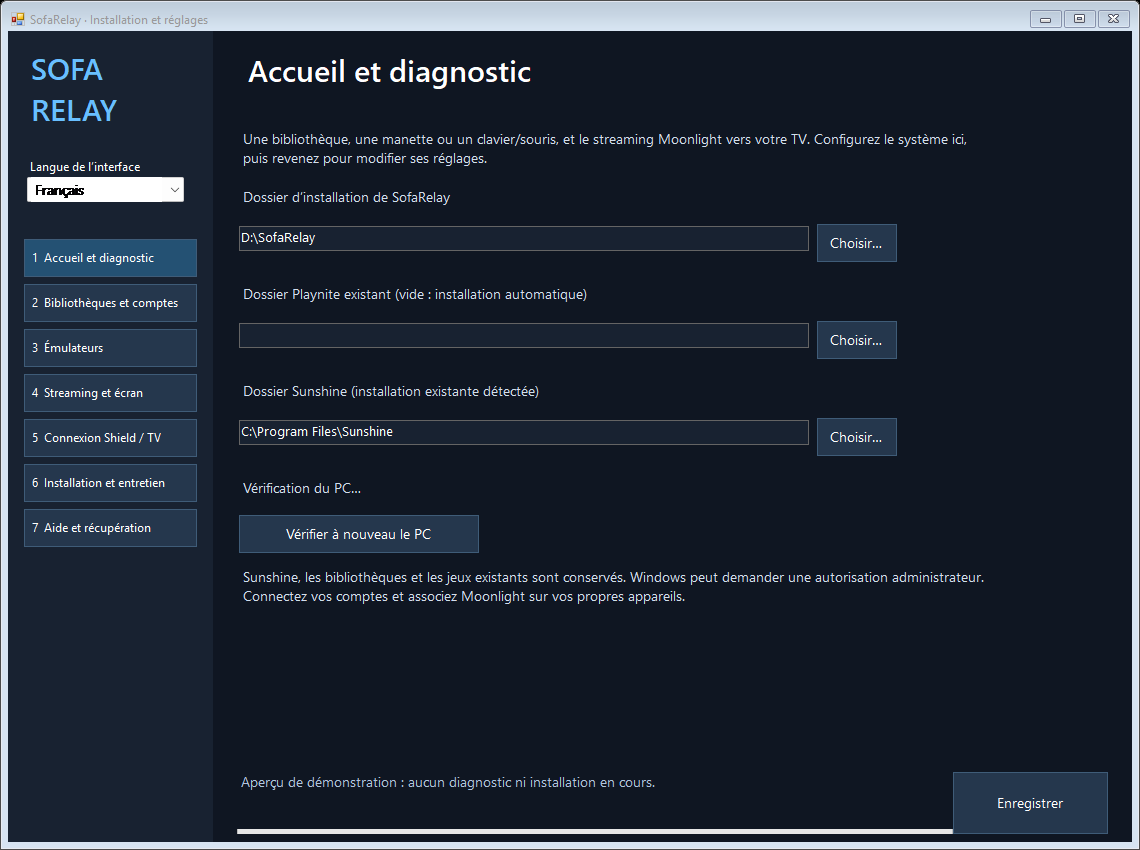 SofaRelay - Installation et réglages
SOFA
RELAY
Langue de l'interface
Français
1 Accueil et diagnostic
2 Bibliothèques et comptes
3 Émulateurs
4 Streaming et écran
5 Connexion Shield / TV
6 Installation et entretien
7 Aide et récupération
Accueil et diagnostic
Une bibliothèque, une manette ou un clavier/souris, et le streaming Moonlight vers votre TV. Configurez le système ici,
puis revenez pour modifier ses réglages.
Dossier d'installation de SofaRelay
D:\SofaRelay
Choisir...
Dossier Playnite existant (vide : installation automatique)
Choisir...
Dossier Sunshine (installation existante détectée)
C:\Program Files\Sunshine
Choisir...
Vérification du PC...
Vérifier à nouveau le PC
Sunshine, les bibliothèques et les jeux existants sont conservés. Windows peut demander une autorisation administrateur.
Connectez vos comptes et associez Moonlight sur vos propres appareils.
Aperçu de démonstration : aucun diagnostic ni installation en cours.
Enregistrer